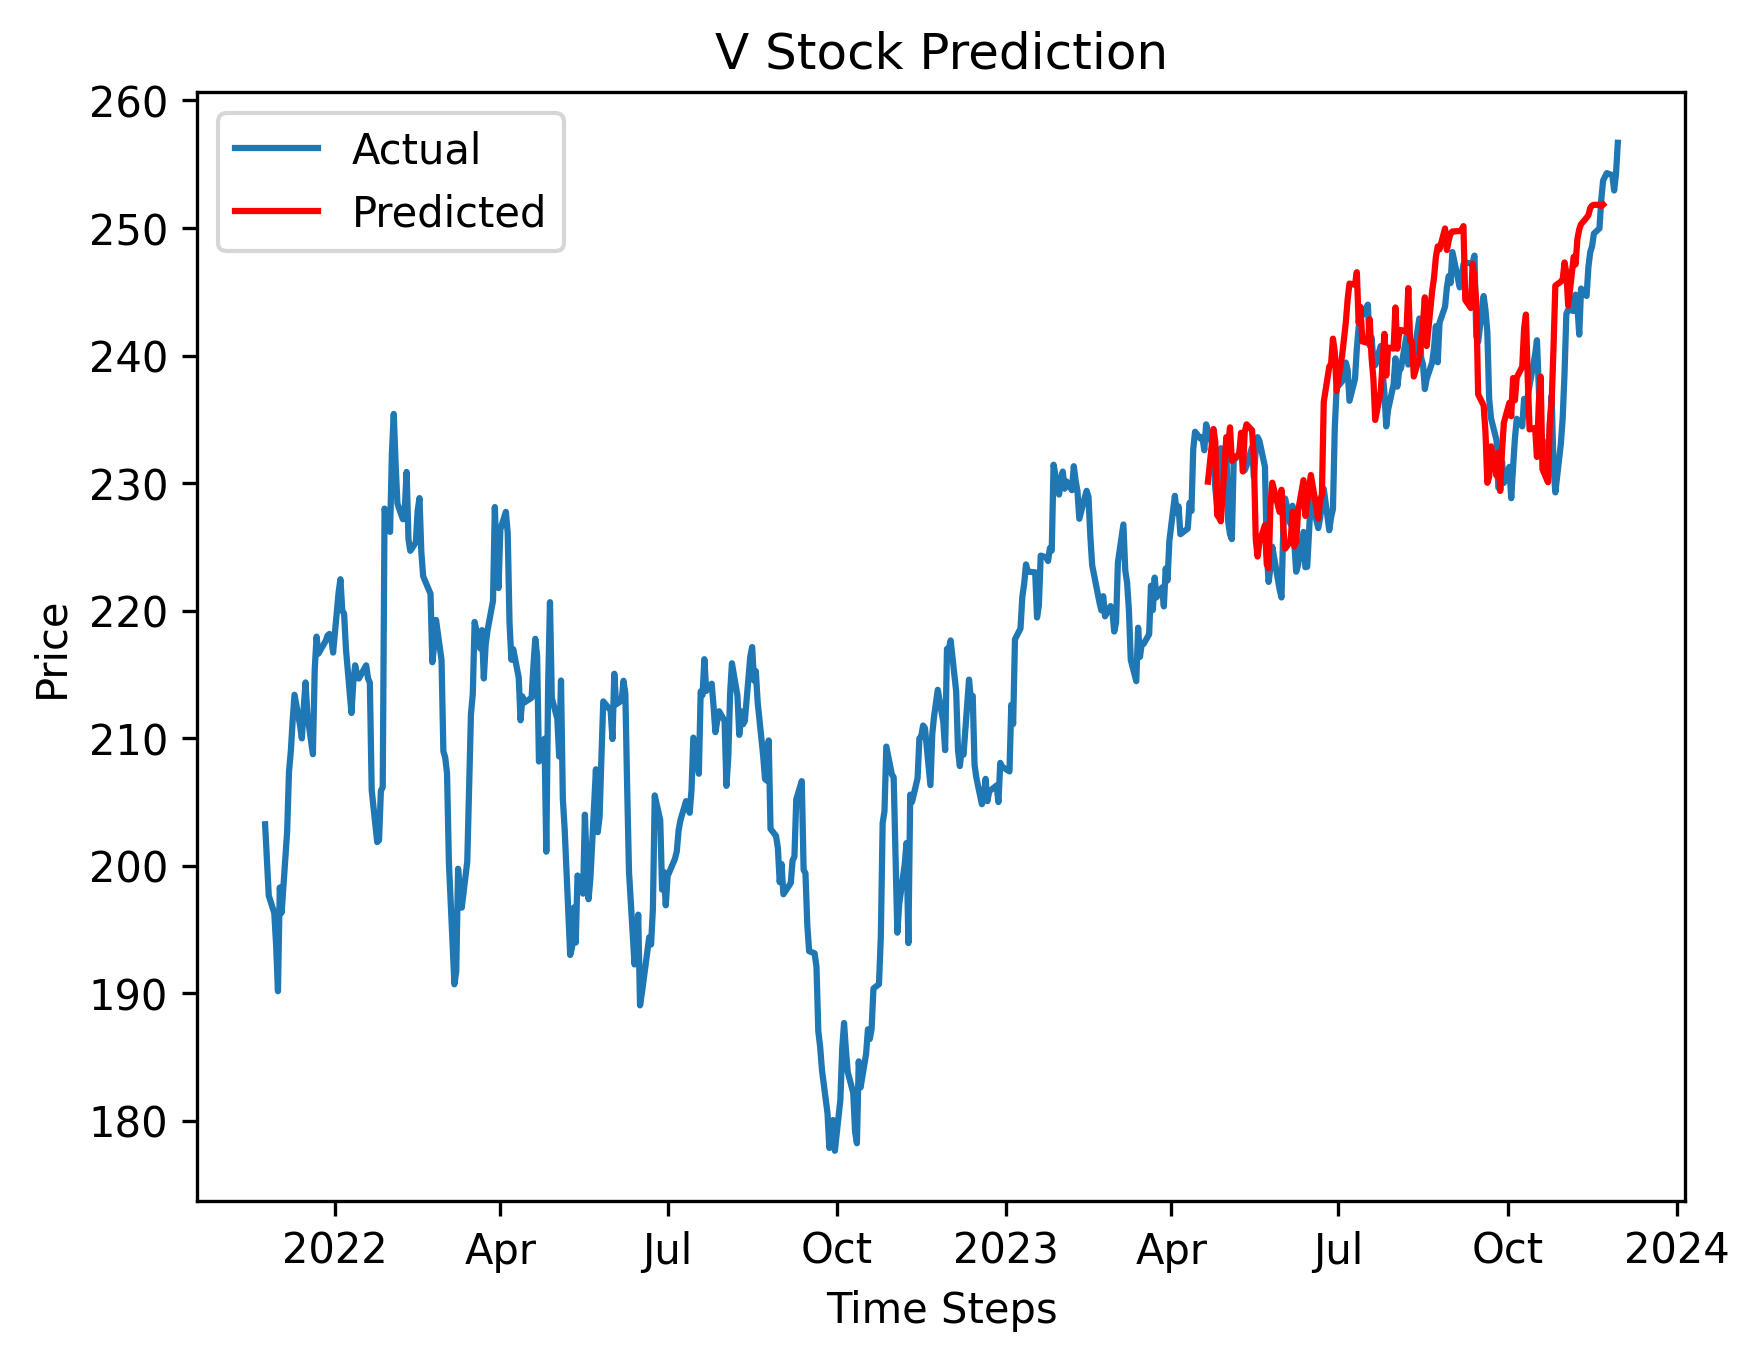 V Stock Prediction
Actual
Predicted
260
250
240
230
220
210
200
190
180
Price
2022 Apr Jul Oct 2023 Apr Jul Oct 2024
Time Steps